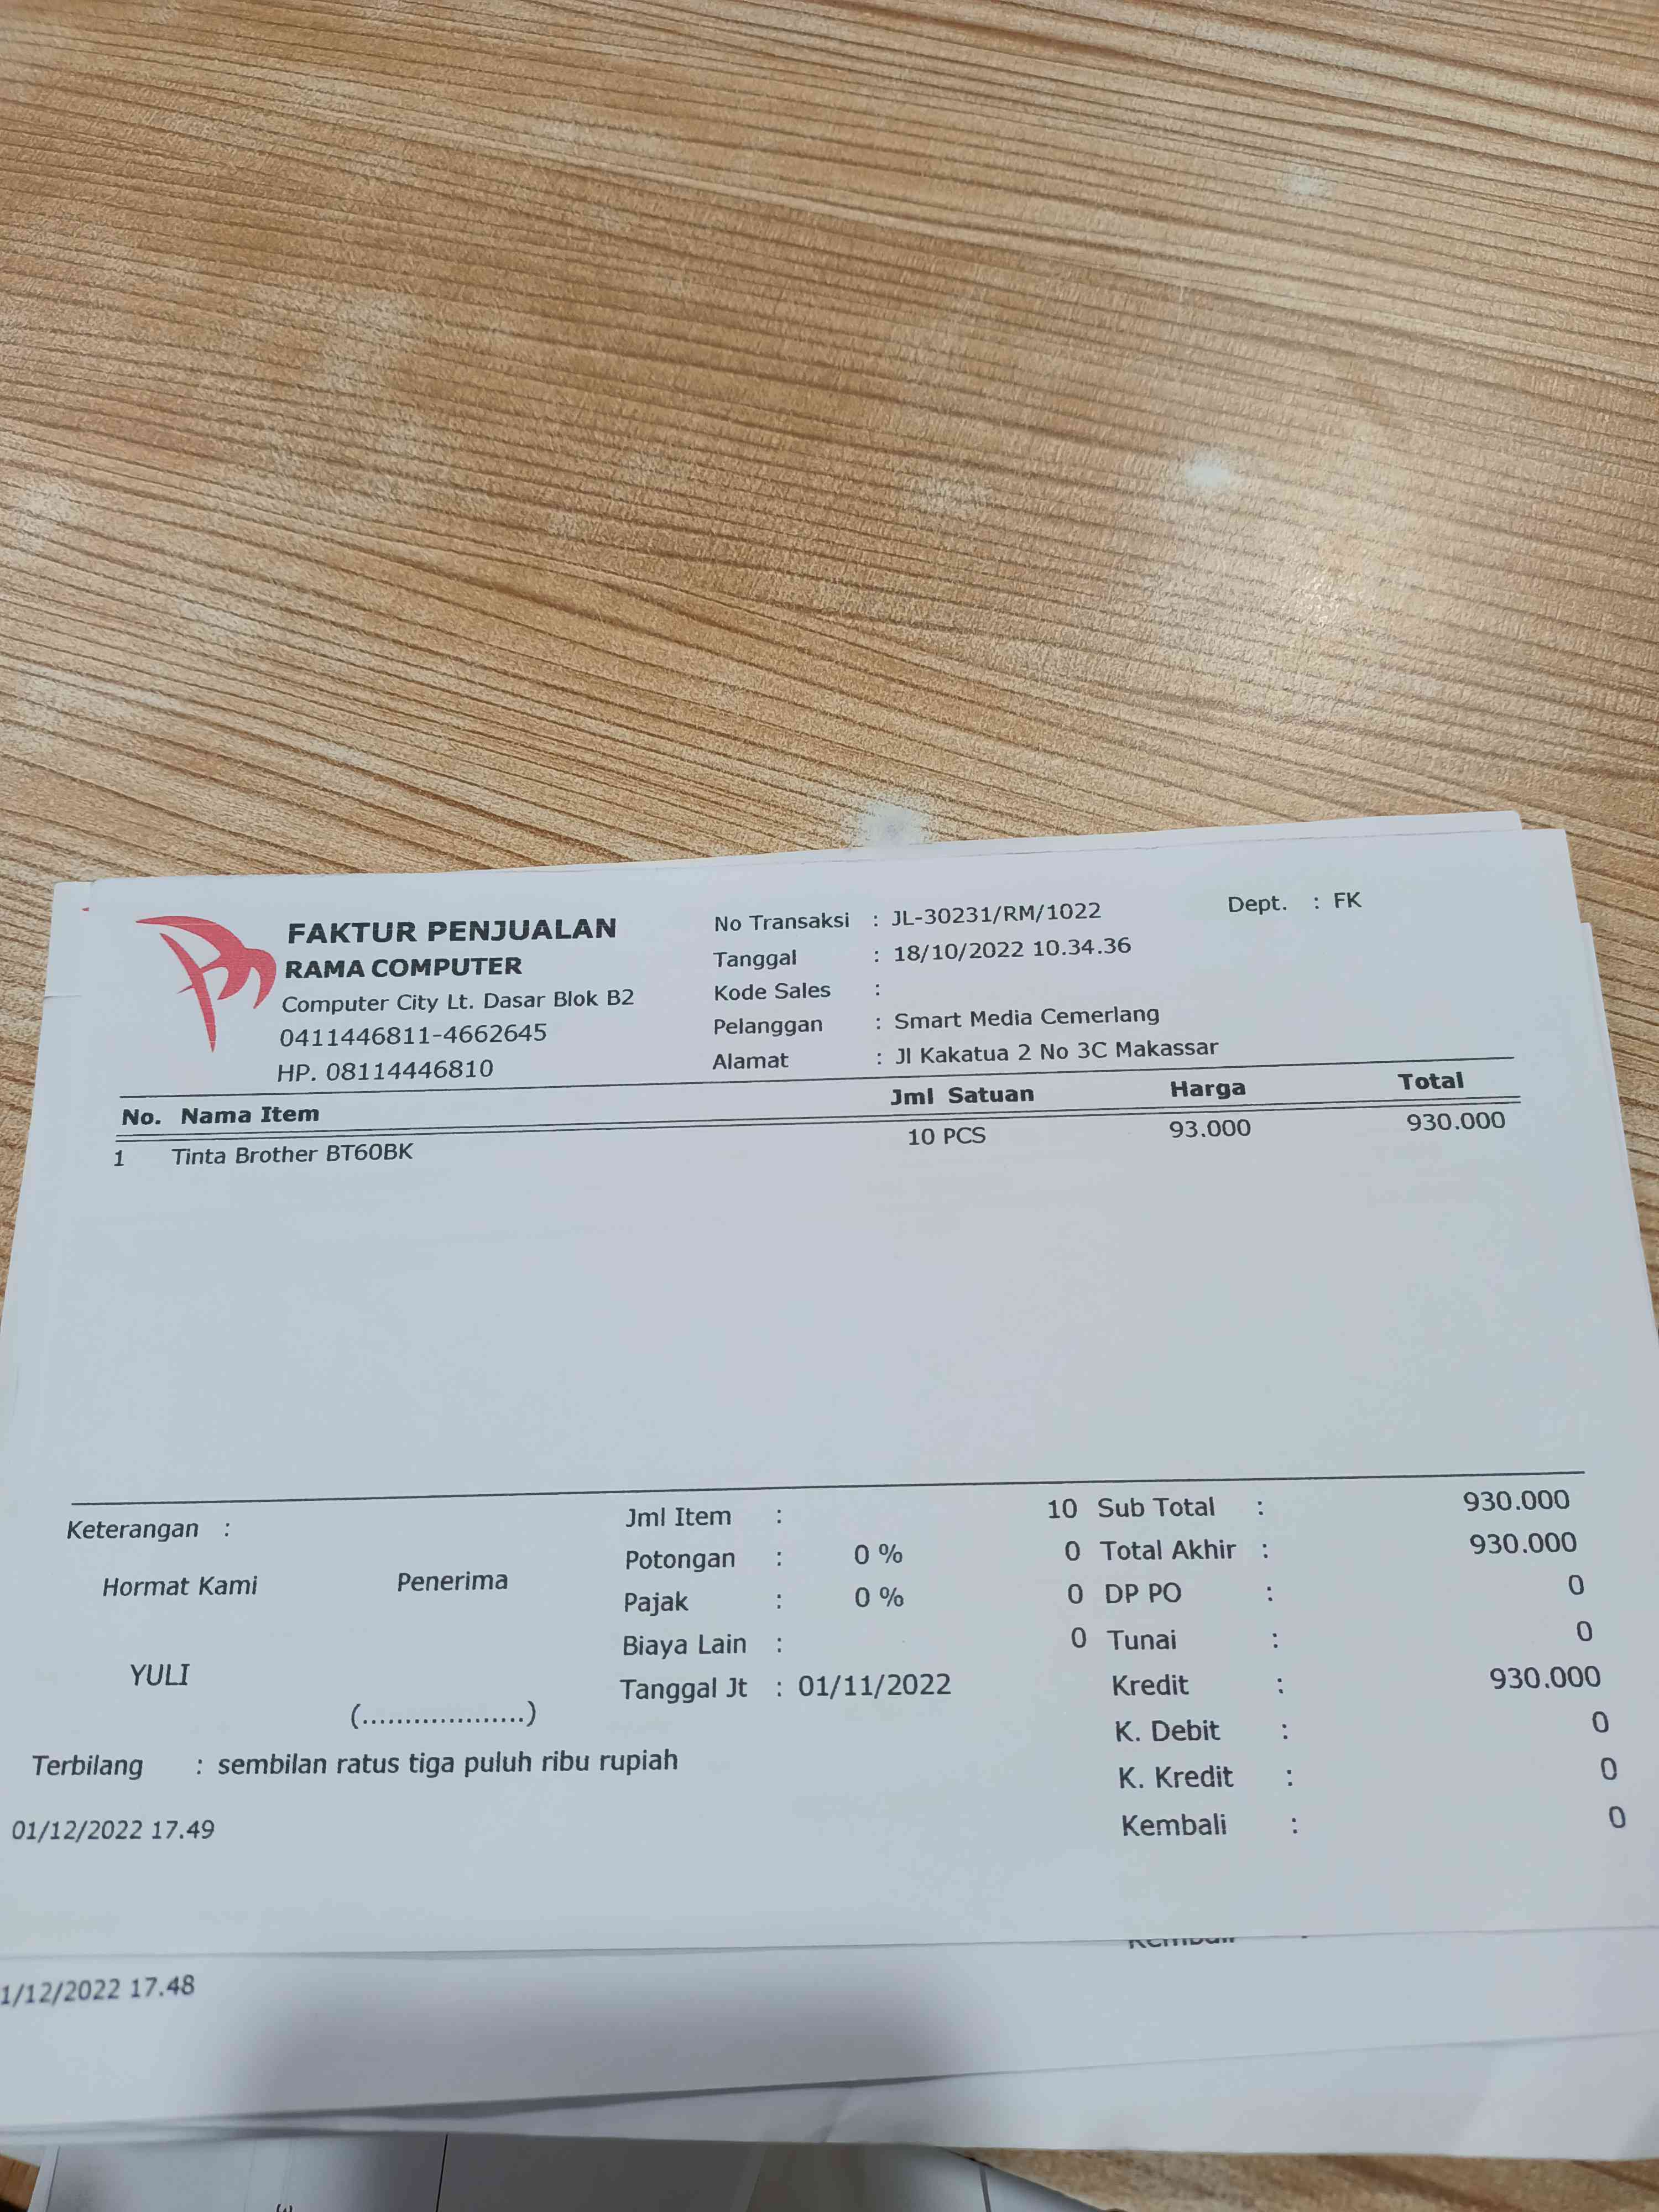 FAKTUR PENJUALAN
RAMA COMPUTER
Computer City Lt. Dasar Blok B2
0411446811-4662645
HP. 08114446810
No Transaksi : JL-30231/RM/1022
Tanggal : 18/10/2022 10.34.36
Kode Sales :
Pelanggan : Smart Media Cemerlang
Alamat : Jl Kakatua 2 No 3C Makassar
Dept. : FK
No. Nama Item Jml Satuan Harga Total
1 Tinta Brother BT60BK 10 PCS 93.000 930.000
Keterangan :
Hormat Kami Penerima
YULI
(...................)
Jml Item : 10
Potongan : 0 % 0
Pajak : 0 % 0
Biaya Lain : 0
Tanggal Jt : 01/11/2022
Sub Total : 930.000
Total Akhir : 930.000
DP PO : 0
Tunai : 0
Kredit : 930.000
K. Debit : 0
K. Kredit : 0
Kembali : 0
Terbilang : sembilan ratus tiga puluh ribu rupiah
01/12/2022 17.49
1/12/2022 17.48